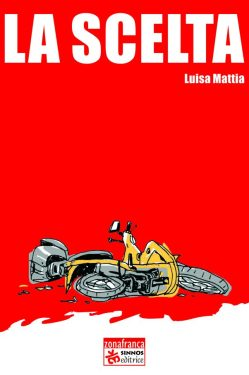 LA SCELTA
Luisa Mattia
zonafranca
SINNOS
editrice